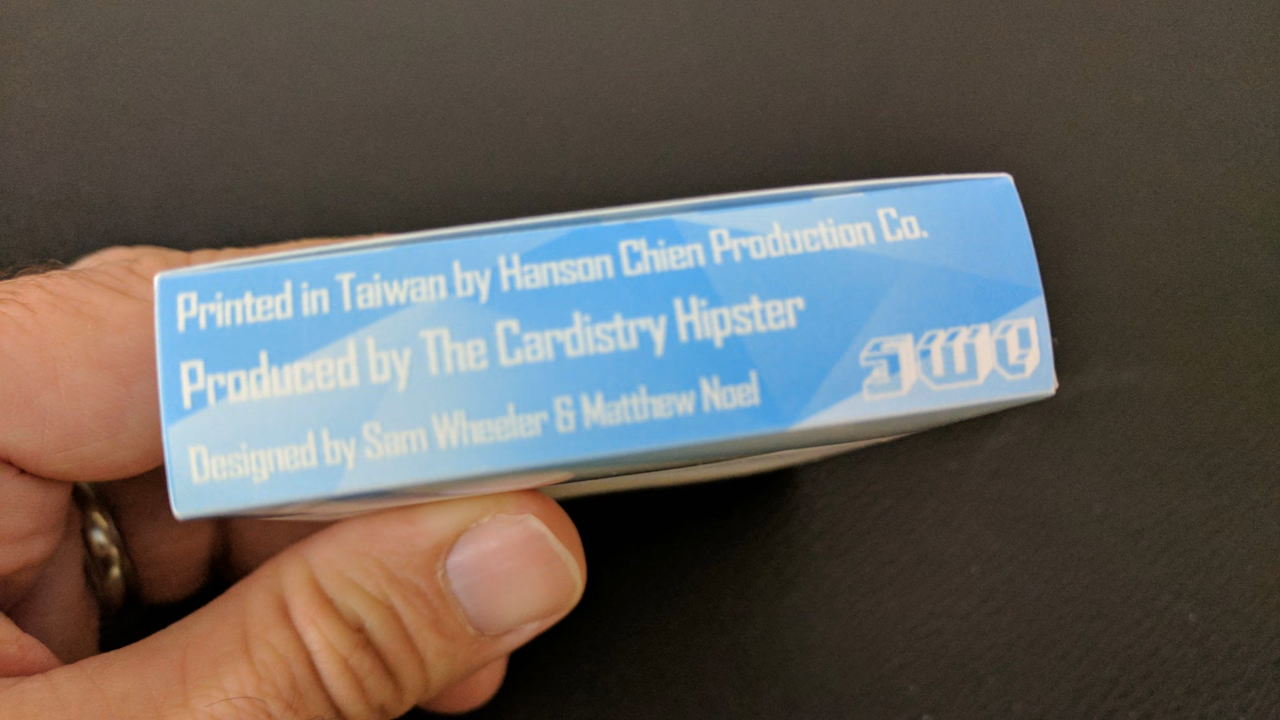 Printed in Taiwan by Hanson Chien Production Co.
Produced by The Cardistry Hipster
Designed by Sam Wheeler & Matthew Noel